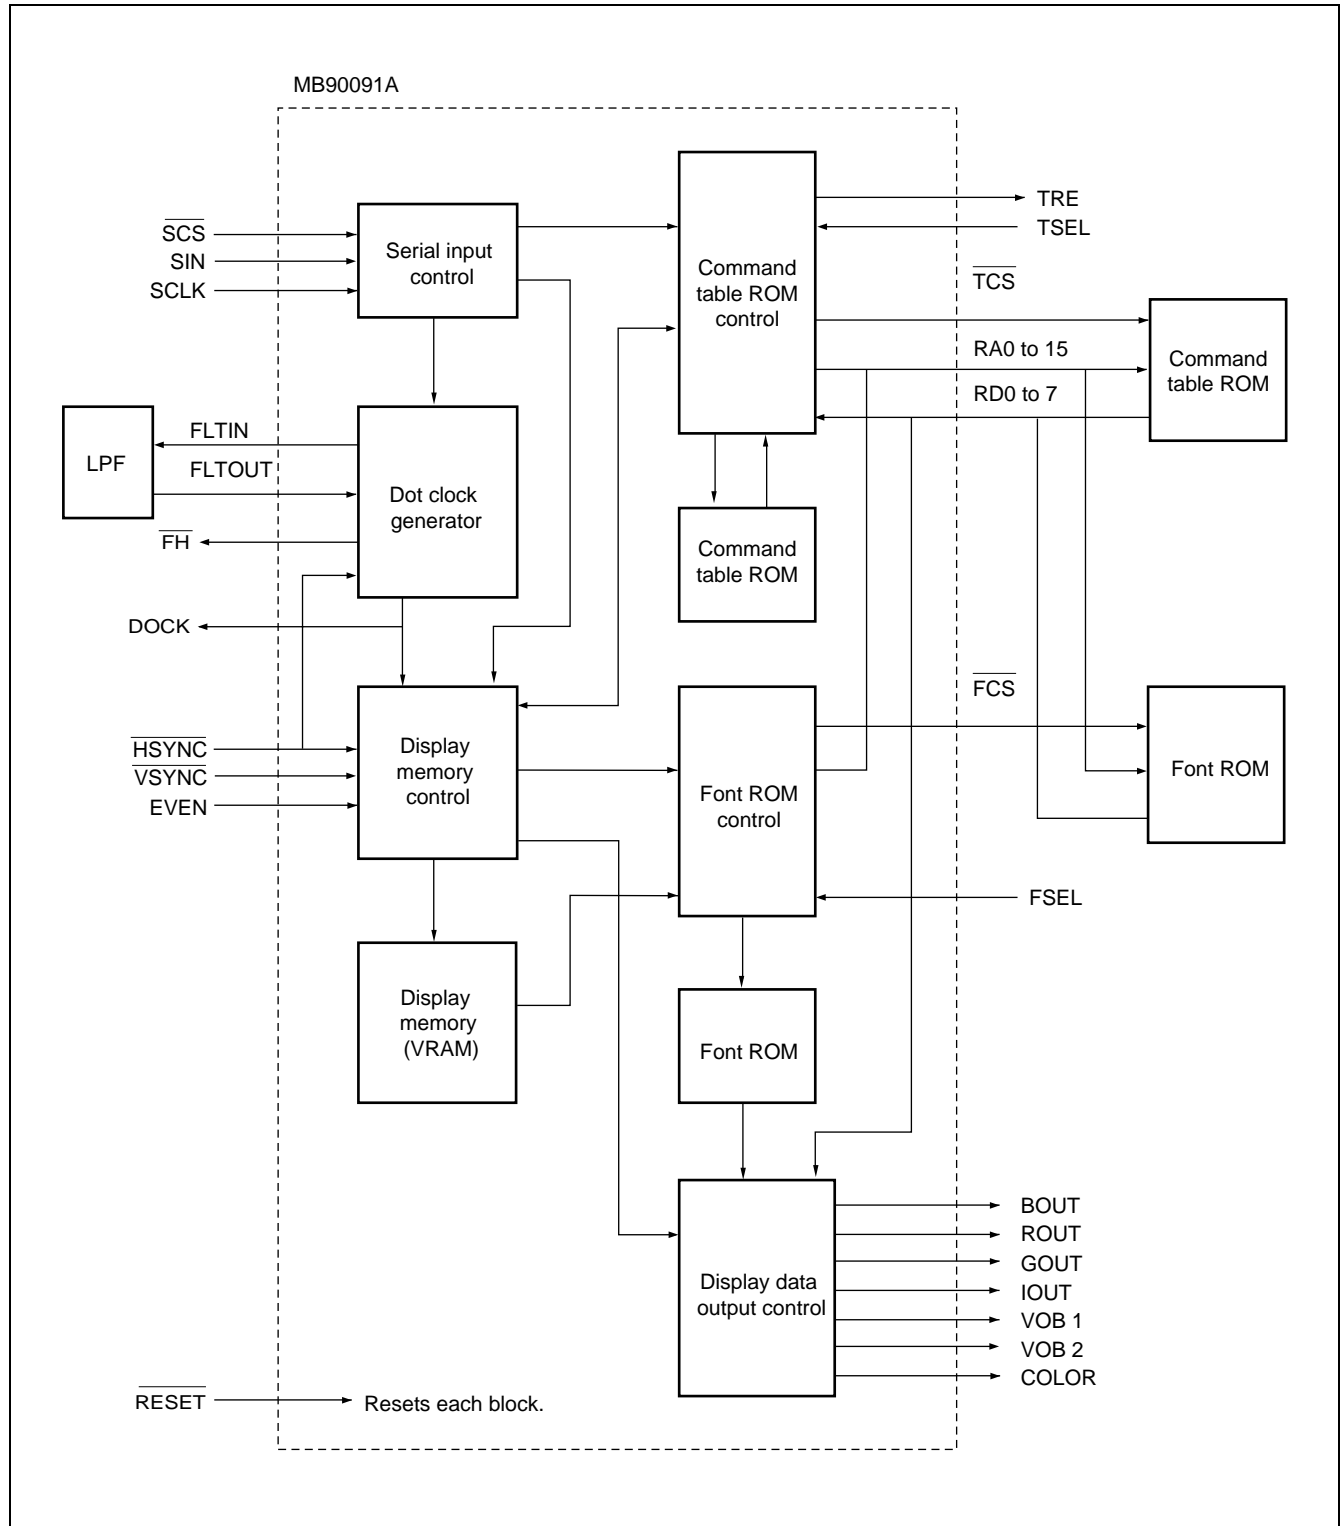 MB90091A
SCS
SIN
SCLK
Serial input
control
Command
table ROM
control
TRE
TSEL
TCS
RA0 to 15
RD0 to 7
Command
table ROM
LPF
FLTIN
FLTOUT
FH
Dot clock
generator
Command
table ROM
DOCK
HSYNC
VSYNC
EVEN
Display
memory
control
Font ROM
control
FCS
Font ROM
FSEL
Display
memory
(VRAM)
Font ROM
Display data
output control
BOUT
ROUT
GOUT
IOUT
VOB 1
VOB 2
COLOR
RESET
Resets each block.